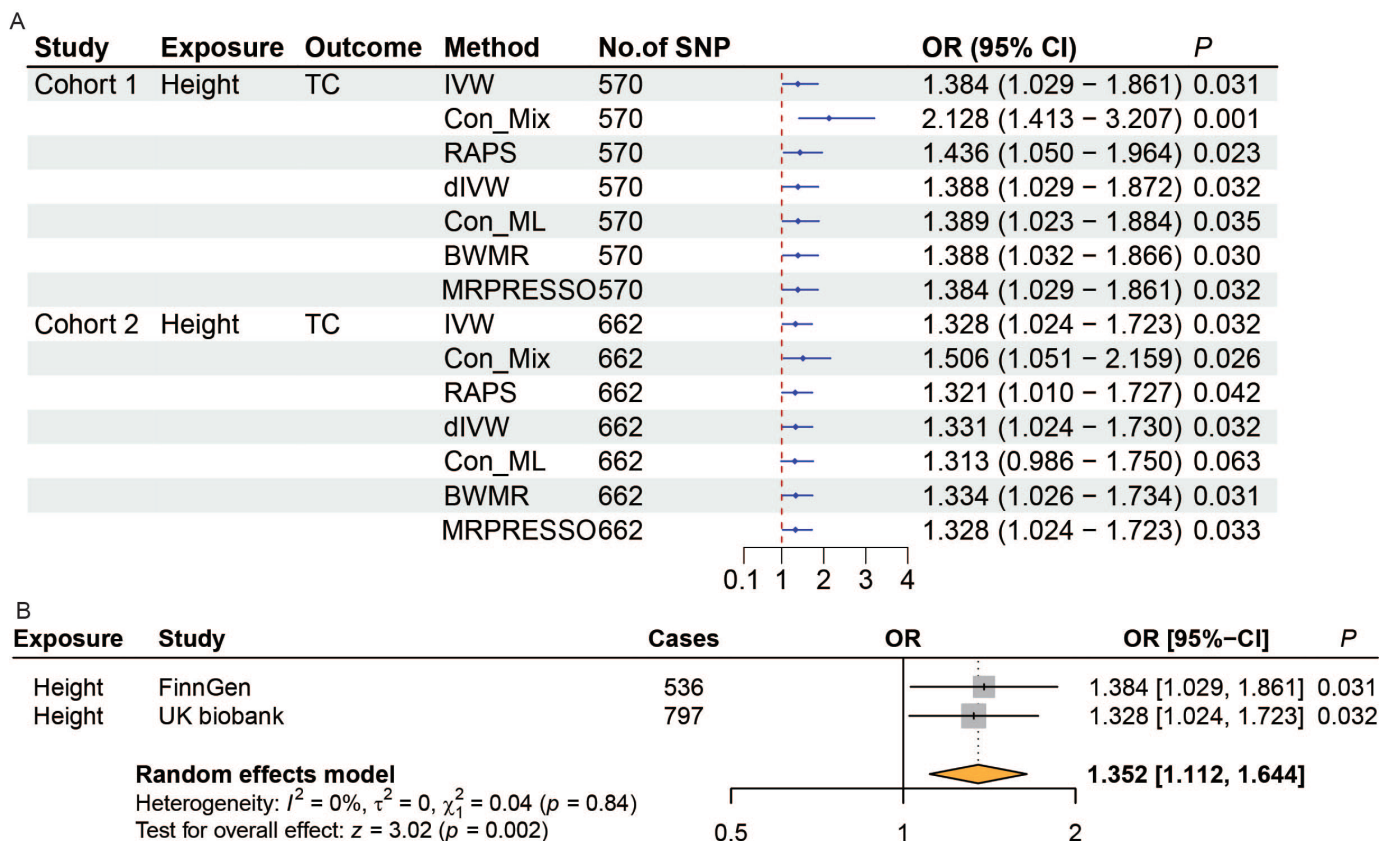 A
Study Exposure Outcome Method No.of SNP OR (95% CI) P
Cohort 1 Height TC IVW 570 1.384 (1.029 − 1.861) 0.031
Con_Mix 570 2.128 (1.413 − 3.207) 0.001
RAPS 570 1.436 (1.050 − 1.964) 0.023
dIVW 570 1.388 (1.029 − 1.872) 0.032
Con_ML 570 1.389 (1.023 − 1.884) 0.035
BWMR 570 1.388 (1.032 − 1.866) 0.030
MRPRESSO 570 1.384 (1.029 − 1.861) 0.032
Cohort 2 Height TC IVW 662 1.328 (1.024 − 1.723) 0.032
Con_Mix 662 1.506 (1.051 − 2.159) 0.026
RAPS 662 1.321 (1.010 − 1.727) 0.042
dIVW 662 1.331 (1.024 − 1.730) 0.032
Con_ML 662 1.313 (0.986 − 1.750) 0.063
BWMR 662 1.334 (1.026 − 1.734) 0.031
MRPRESSO 662 1.328 (1.024 − 1.723) 0.033
0.1 1 2 3 4
B
Exposure Study Cases OR OR [95%−CI] P
Height FinnGen 536 1.384 [1.029, 1.861] 0.031
Height UK biobank 797 1.328 [1.024, 1.723] 0.032
Random effects model 1.352 [1.112, 1.644]
Heterogeneity: I² = 0%, τ² = 0, χ₁² = 0.04 (p = 0.84)
Test for overall effect: z = 3.02 (p = 0.002)
0.5 1 2